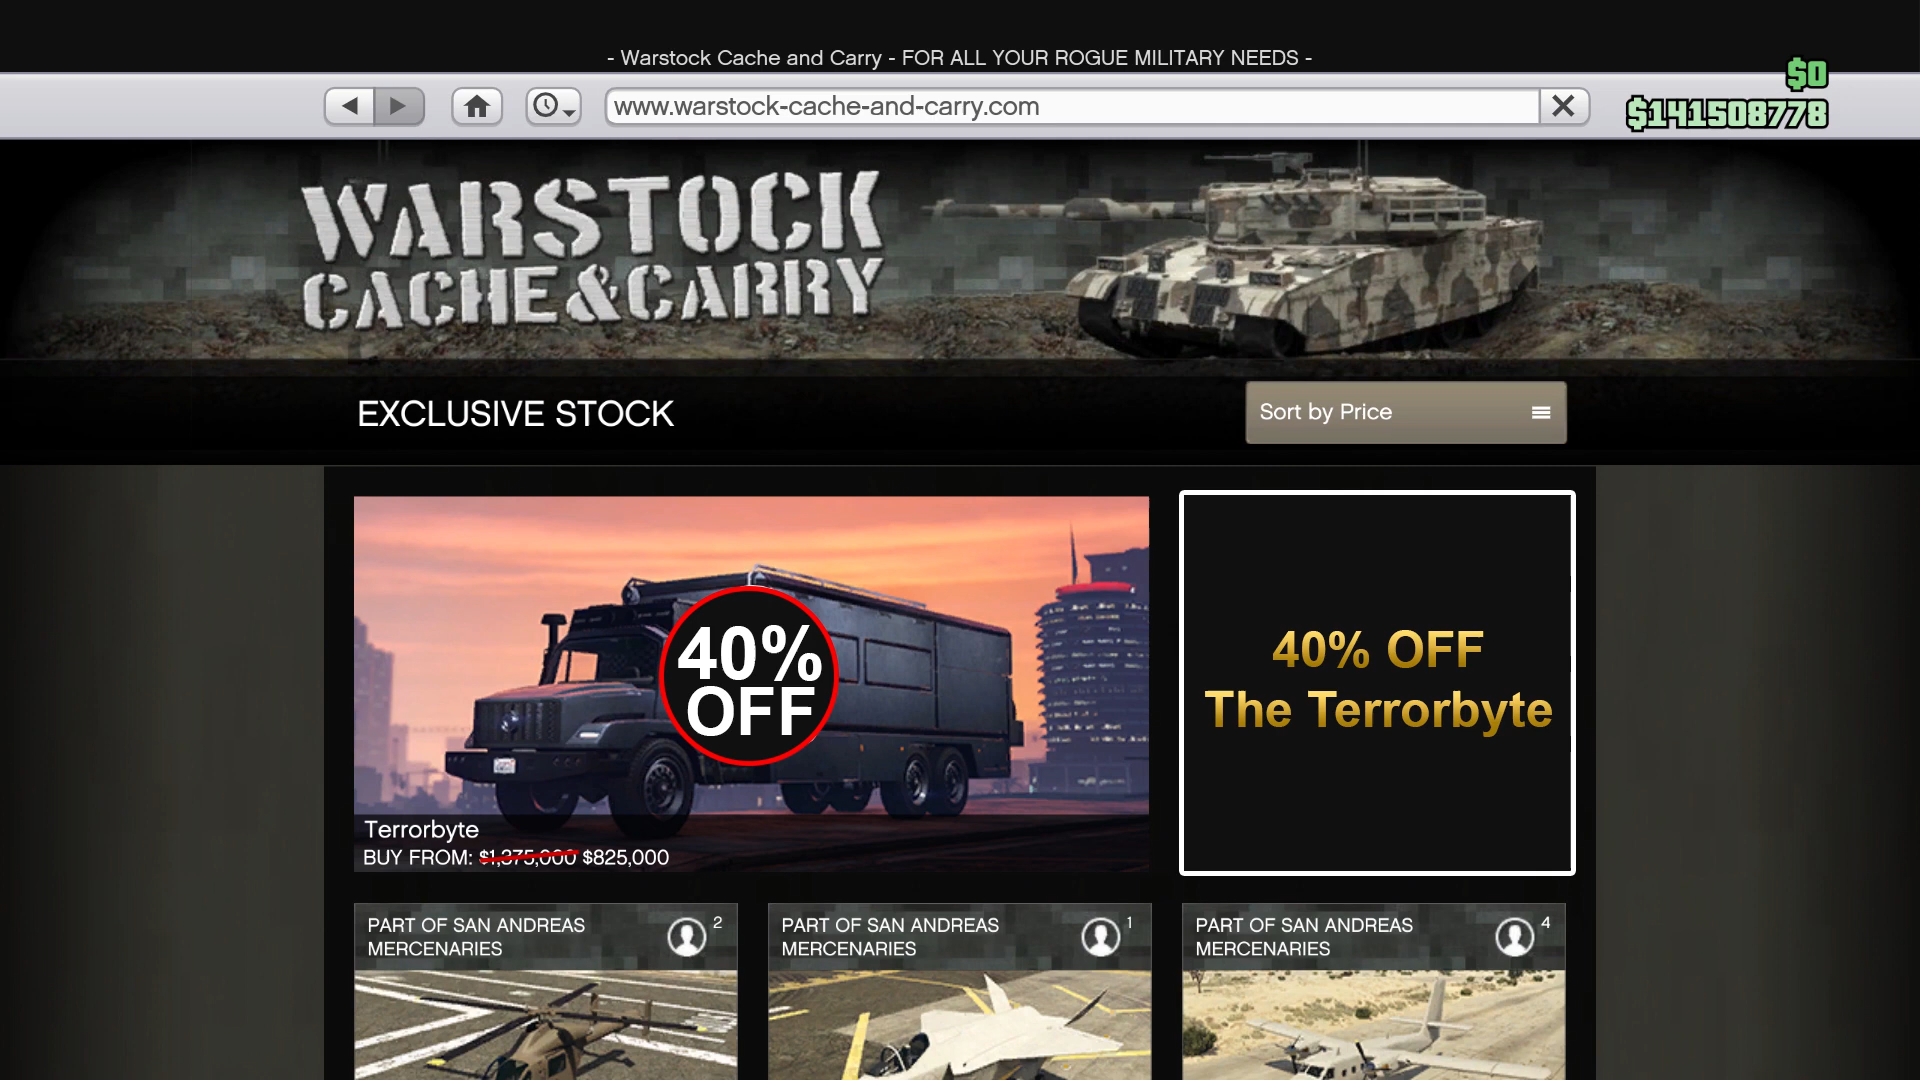 - Warstock Cache and Carry - FOR ALL YOUR ROGUE MILITARY NEEDS -
$0
www.warstock-cache-and-carry.com
$141508778
WARSTOCK
CACHE&CARRY
EXCLUSIVE STOCK
Sort by Price
40%
OFF
40% OFF
The Terrorbyte
Terrorbyte
BUY FROM: $1,375,000 $825,000
PART OF SAN ANDREAS
MERCENARIES
2
PART OF SAN ANDREAS
MERCENARIES
1
PART OF SAN ANDREAS
MERCENARIES
4